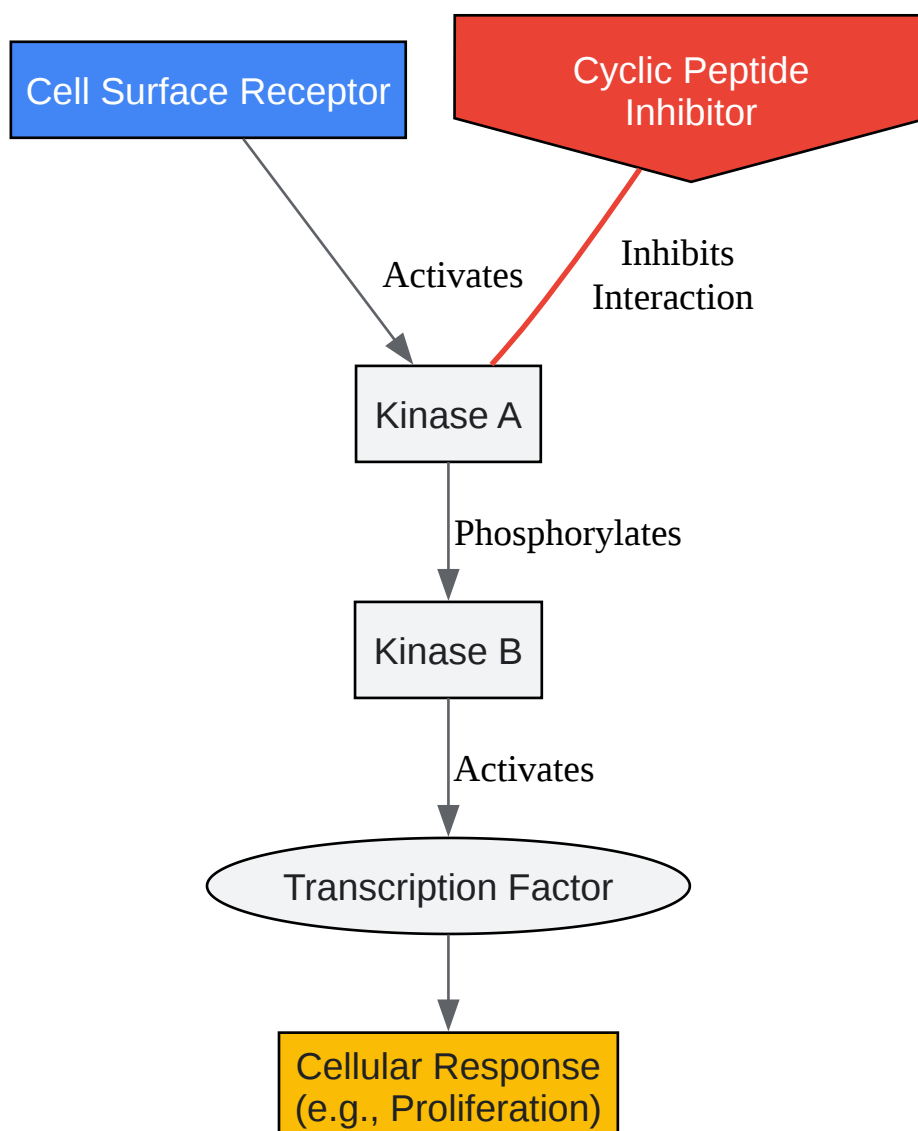 Cell Surface Receptor
Cyclic Peptide
Inhibitor
Activates
Inhibits
Interaction
Kinase A
Phosphorylates
Kinase B
Activates
Transcription Factor
Cellular Response
(e.g., Proliferation)